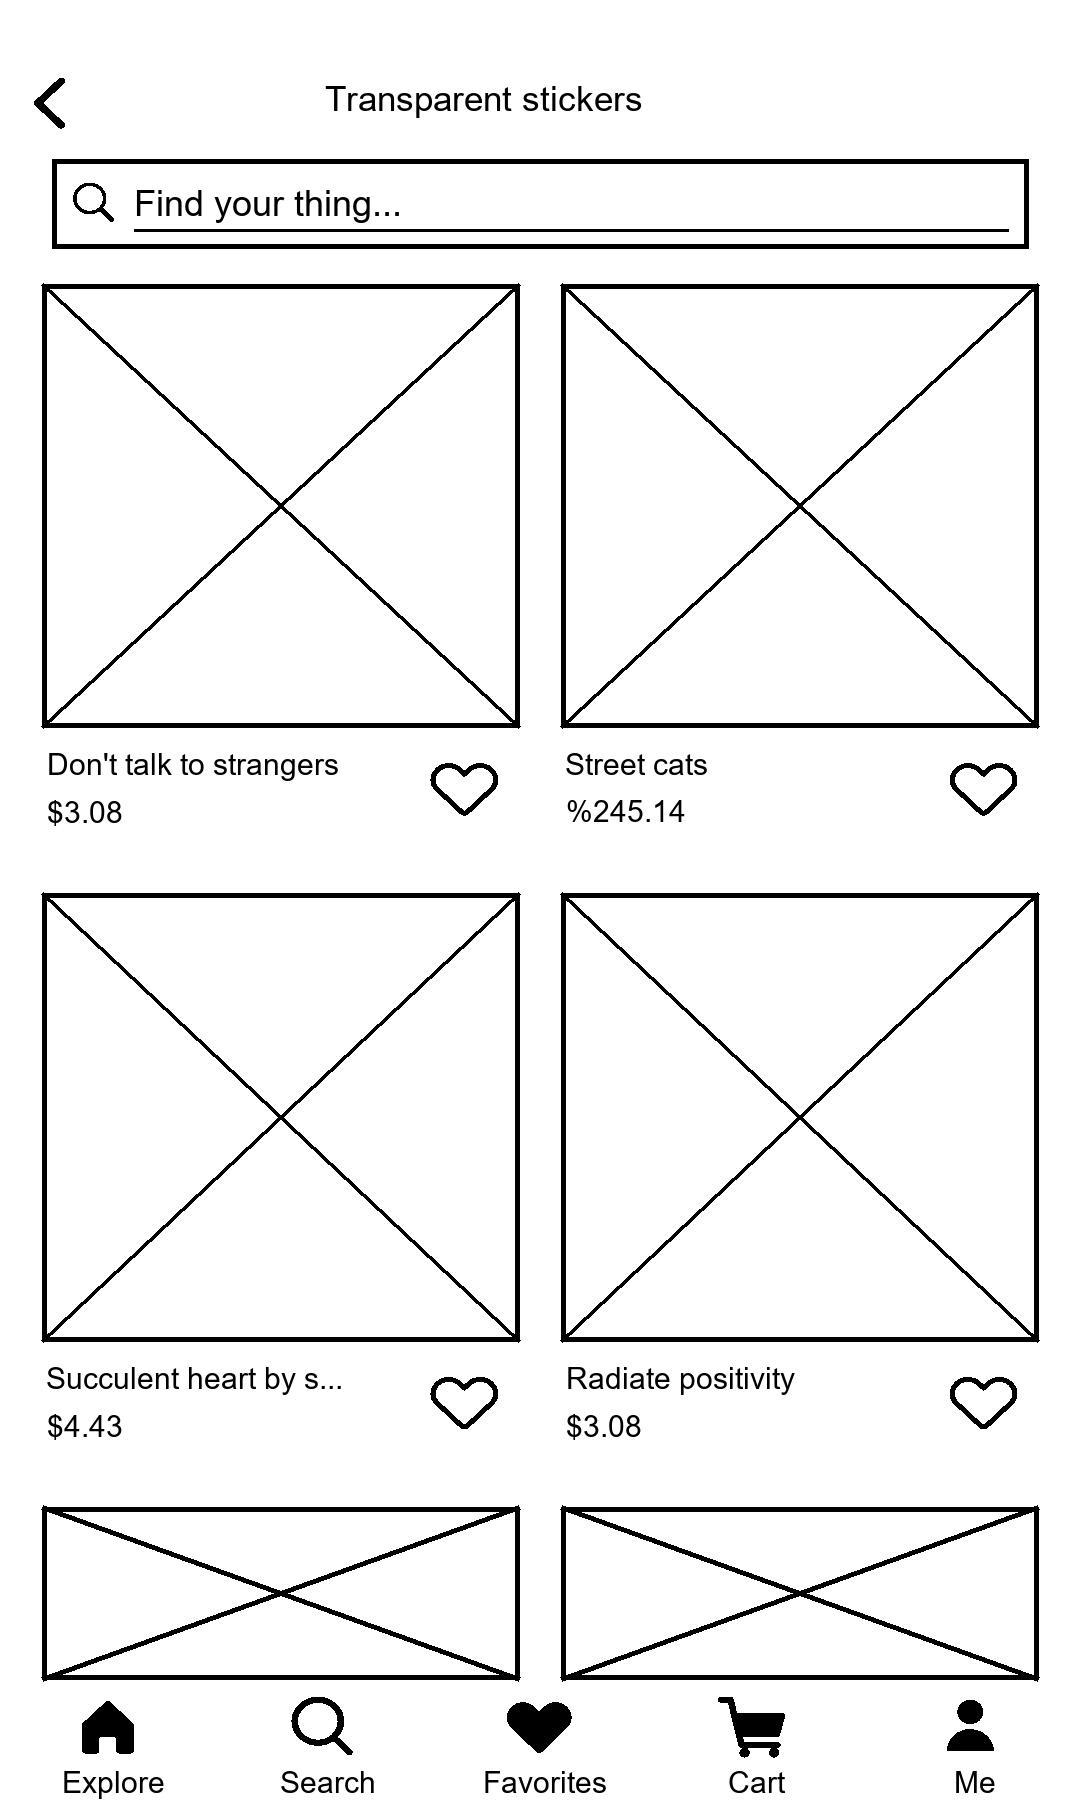 Transparent stickers
Find your thing...
Don't talk to strangers
$3.08
Street cats
%245.14
Succulent heart by s...
$4.43
Radiate positivity
$3.08
Explore
Search
Favorites
Cart
Me